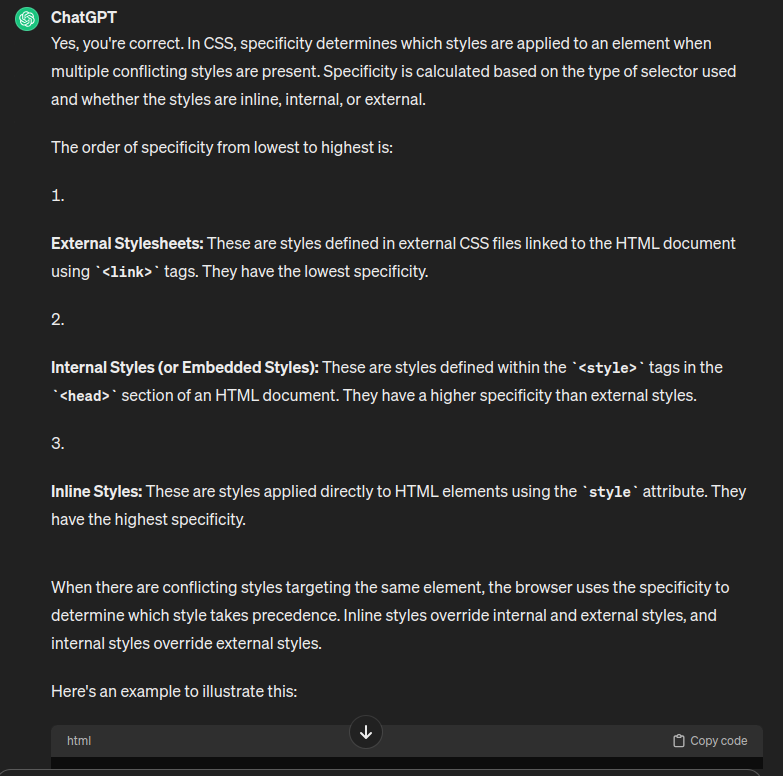 ChatGPT
Yes, you're correct. In CSS, specificity determines which styles are applied to an element when
multiple conflicting styles are present. Specificity is calculated based on the type of selector used
and whether the styles are inline, internal, or external.
The order of specificity from lowest to highest is:
1.
External Stylesheets: These are styles defined in external CSS files linked to the HTML document
using `<link>` tags. They have the lowest specificity.
2.
Internal Styles (or Embedded Styles): These are styles defined within the `<style>` tags in the
`<head>` section of an HTML document. They have a higher specificity than external styles.
3.
Inline Styles: These are styles applied directly to HTML elements using the `style` attribute. They
have the highest specificity.
When there are conflicting styles targeting the same element, the browser uses the specificity to
determine which style takes precedence. Inline styles override internal and external styles, and
internal styles override external styles.
Here's an example to illustrate this:
html Copy code